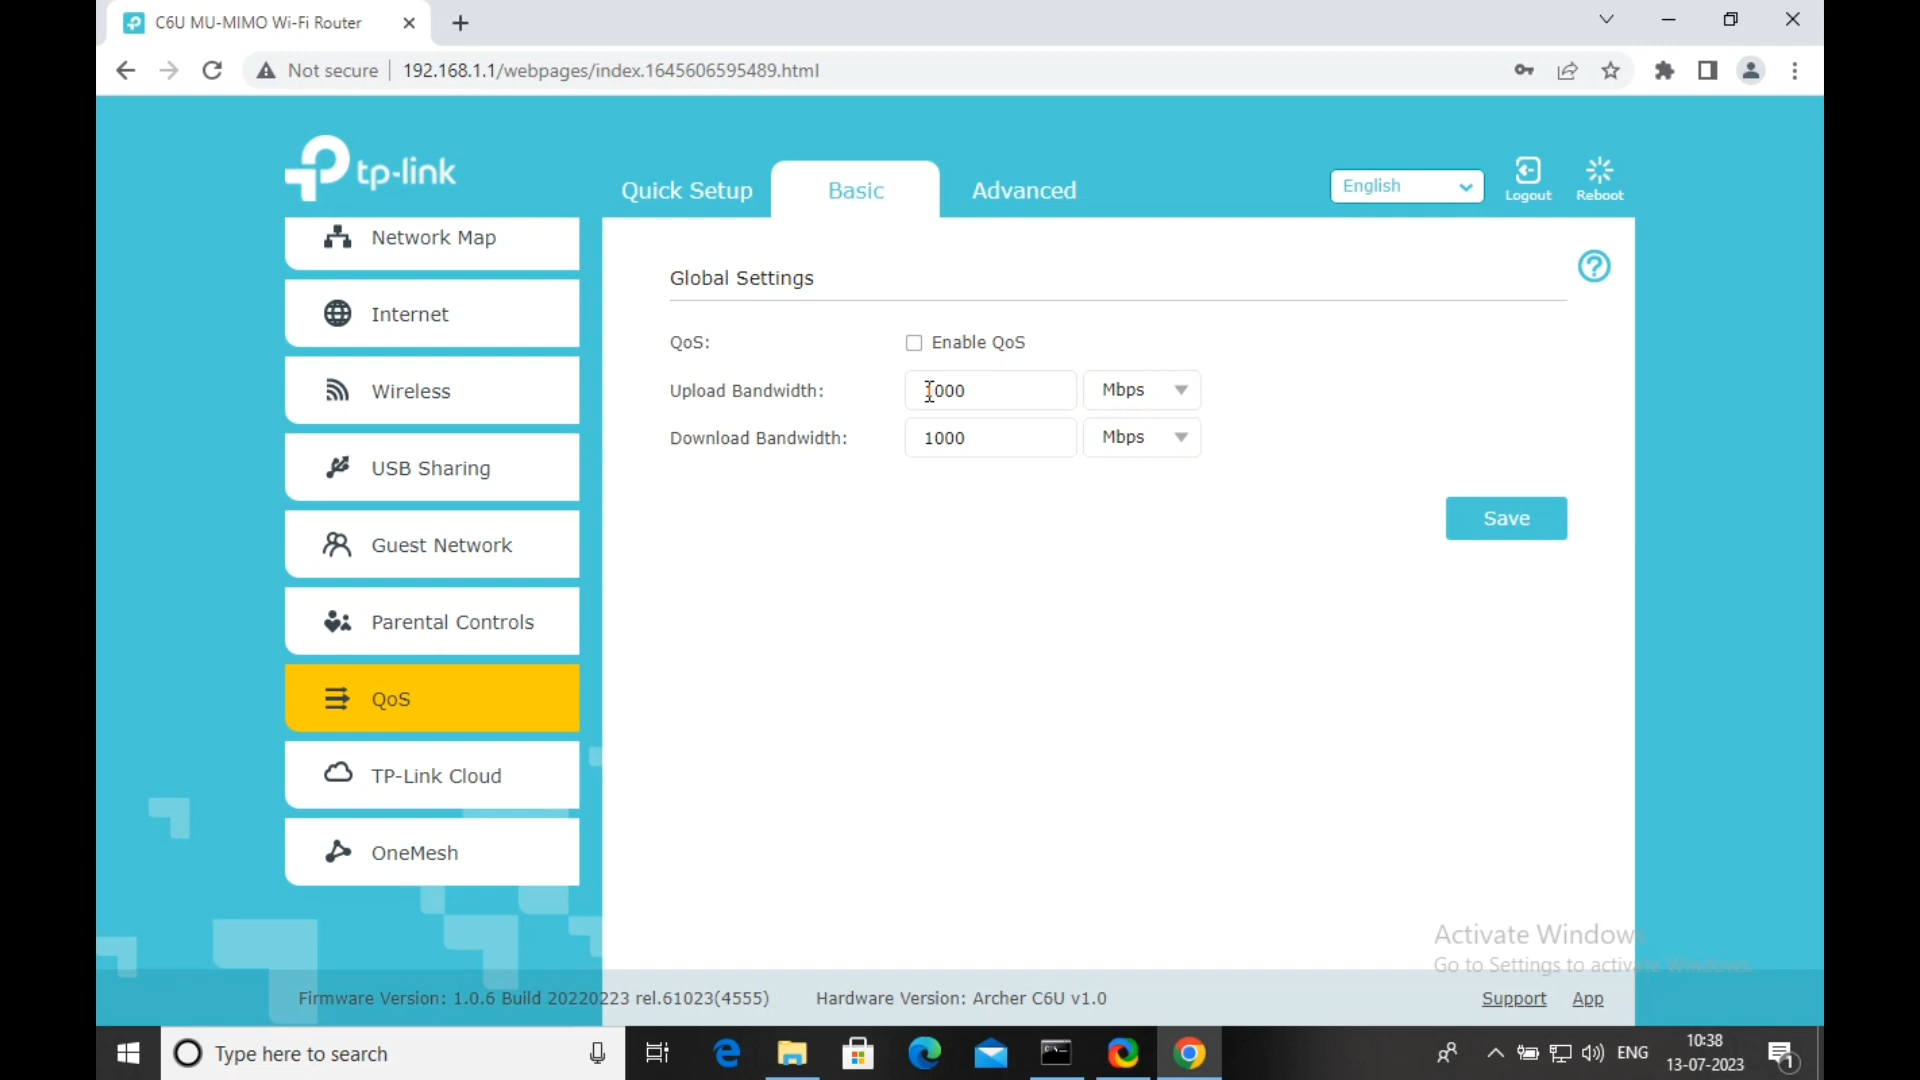 C6U MU-MIMO Wi-Fi Router
Not secure
192.168.1.1/webpages/index.1645606595489.html
tp-link
Quick Setup
Basic
Advanced
English
Logout
Reboot
Network Map
Internet
Wireless
USB Sharing
Guest Network
Parental Controls
QoS
TP-Link Cloud
OneMesh
Global Settings
QoS:
Enable QoS
Upload Bandwidth:
1000
Mbps
Download Bandwidth:
1000
Mbps
Save
Activate Windows
Go to Settings to activate Windows.
Firmware Version: 1.0.6 Build 20220223 rel.61023(4555)
Hardware Version: Archer C6U v1.0
Support
App
Type here to search
ENG
10:38
13-07-2023
1